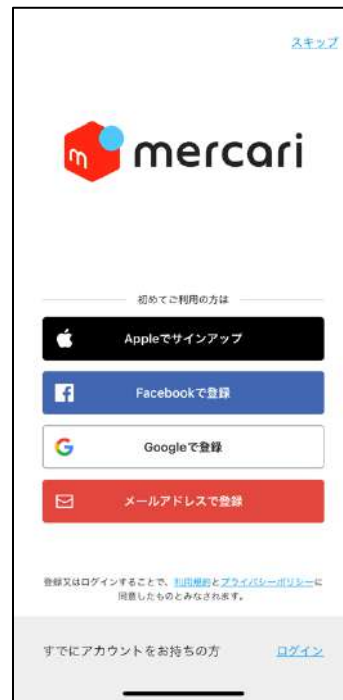 スキップ
m mercari
初めてご利用の方は
Appleでサインアップ
Facebookで登録
Googleで登録
メールアドレスで登録
登録又はログインすることで、利用規約とプライバシーポリシーに
同意したものとみなされます。
すでにアカウントをお持ちの方 ログイン